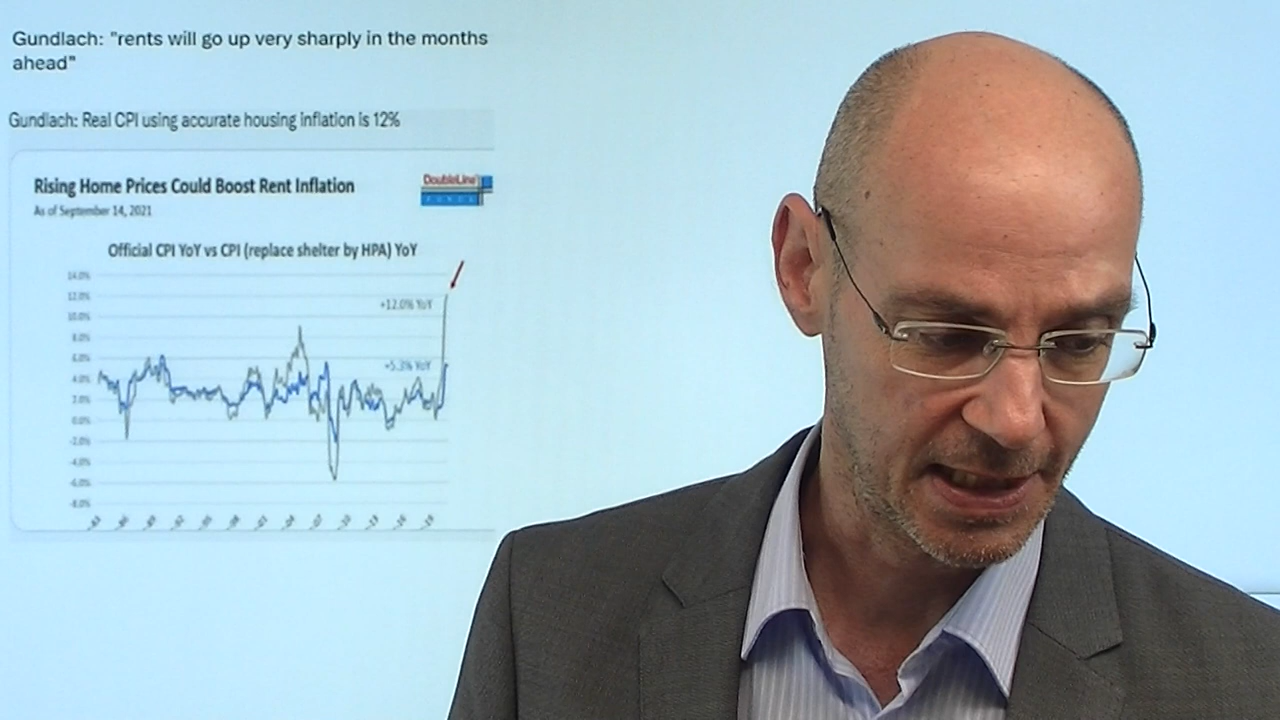 Gundlach: "rents will go up very sharply in the months
ahead"
Gundlach: Real CPI using accurate housing inflation is 12%
Rising Home Prices Could Boost Rent Inflation
DoubleLine
FUNDS
As of September 14, 2021
Official CPI YoY vs CPI (replace shelter by HPA) YoY
14.0%
12.0%
+12.0% YoY
10.0%
8.0%
6.0%
+5.3% YoY
4.0%
2.0%
0.0%
-2.0%
-4.0%
-6.0%
-8.0%